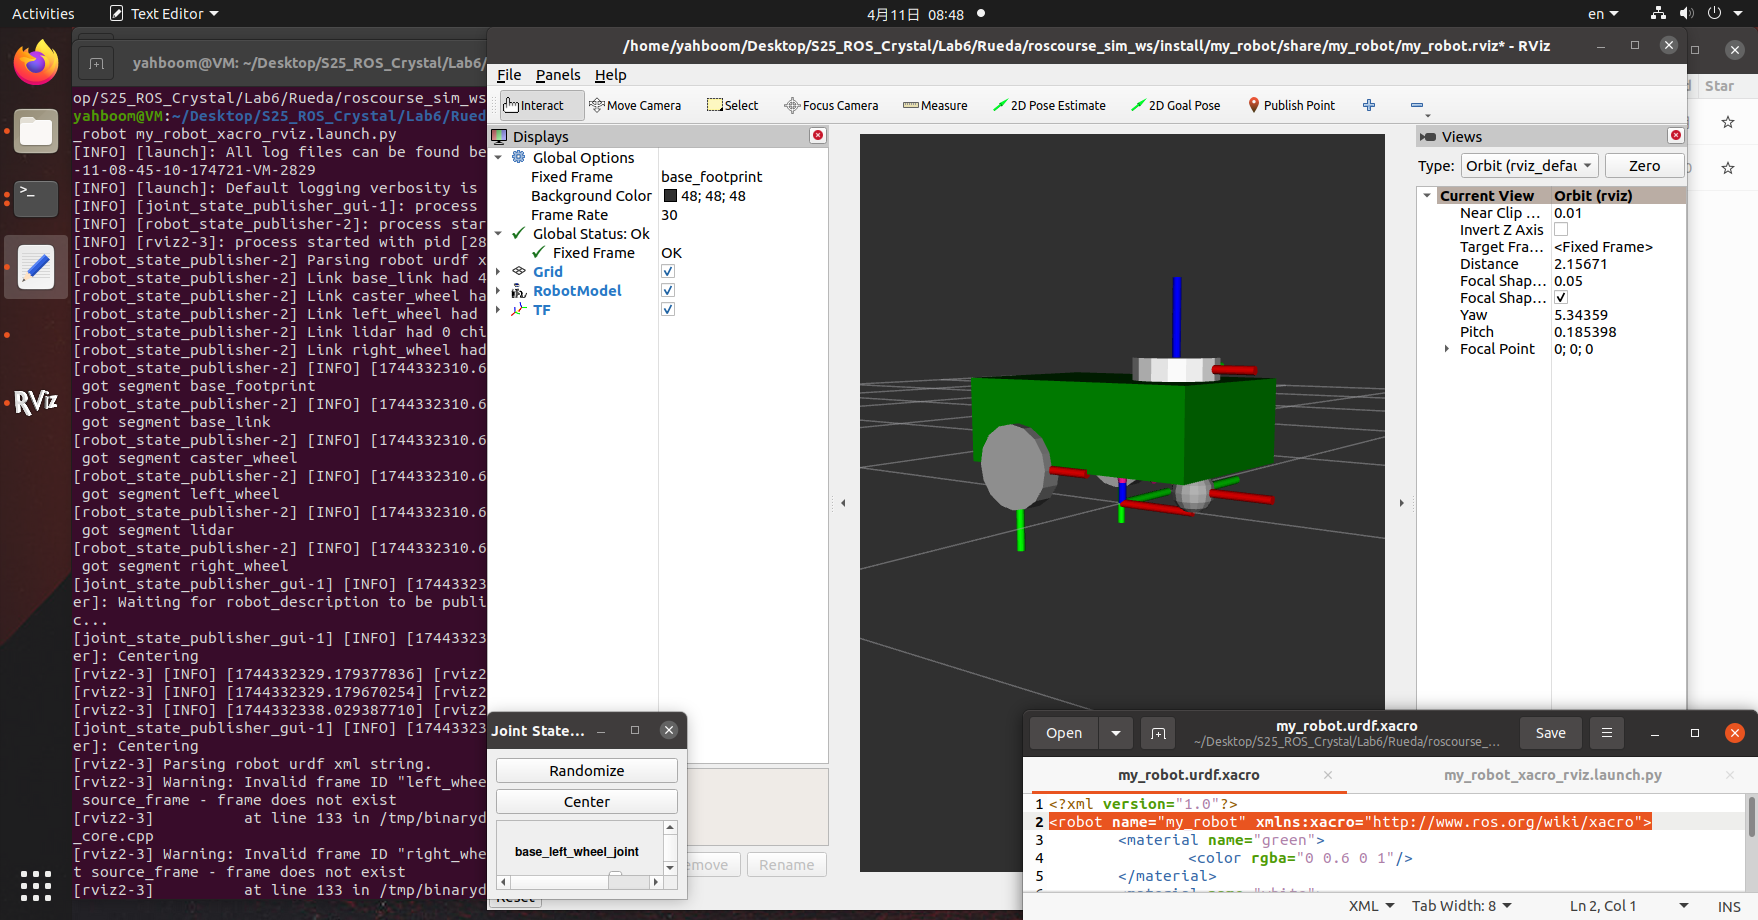 Activities
Text Editor
4月11日 08:48
en
yahboom@VM: ~/Desktop/S25_ROS_Crystal/Lab6/
op/S25_ROS_Crystal/Lab6/Rueda/roscourse_sim_ws
yahboom@VM:~/Desktop/S25_ROS_Crystal/Lab6/Rued
_robot my_robot_xacro_rviz.launch.py
[INFO] [launch]: All log files can be found be
-11-08-45-10-174721-VM-2829
[INFO] [launch]: Default logging verbosity is
[INFO] [joint_state_publisher_gui-1]: process
[INFO] [robot_state_publisher-2]: process star
[INFO] [rviz2-3]: process started with pid [28
[robot_state_publisher-2] Parsing robot urdf x
[robot_state_publisher-2] Link base_link had 4
[robot_state_publisher-2] Link caster_wheel ha
[robot_state_publisher-2] Link left_wheel had
[robot_state_publisher-2] Link lidar had 0 chi
[robot_state_publisher-2] Link right_wheel had
[robot_state_publisher-2] [INFO] [1744332310.6
got segment base_footprint
[robot_state_publisher-2] [INFO] [1744332310.6
got segment base_link
[robot_state_publisher-2] [INFO] [1744332310.6
got segment caster_wheel
[robot_state_publisher-2] [INFO] [1744332310.6
got segment left_wheel
[robot_state_publisher-2] [INFO] [1744332310.6
got segment lidar
[robot_state_publisher-2] [INFO] [1744332310.6
got segment right_wheel
[joint_state_publisher_gui-1] [INFO] [17443323
er]: Waiting for robot_description to be publi
c...
[joint_state_publisher_gui-1] [INFO] [17443323
er]: Centering
[rviz2-3] [INFO] [1744332329.179377836] [rviz2
[rviz2-3] [INFO] [1744332329.179670254] [rviz2
[rviz2-3] [INFO] [1744332338.029387710] [rviz2
[joint_state_publisher_gui-1] [INFO] [17443323
er]: Centering
[rviz2-3] Parsing robot urdf xml string.
[rviz2-3] Warning: Invalid frame ID "left_whee
source_frame - frame does not exist
[rviz2-3] at line 133 in /tmp/binaryd
_core.cpp
[rviz2-3] Warning: Invalid frame ID "right_whe
t source_frame - frame does not exist
[rviz2-3] at line 133 in /tmp/binaryd
RViz
/home/yahboom/Desktop/S25_ROS_Crystal/Lab6/Rueda/roscourse_sim_ws/install/my_robot/share/my_robot/my_robot.rviz* - RViz
File Panels Help
Interact Move Camera Select Focus Camera Measure 2D Pose Estimate 2D Goal Pose Publish Point
Displays
Global Options
Fixed Frame base_footprint
Background Color 48; 48; 48
Frame Rate 30
Global Status: Ok
Fixed Frame OK
Grid
RobotModel
TF
Rename
Reset
Views
Type: Orbit (rviz_defau Zero
Current View Orbit (rviz)
Near Clip … 0.01
Invert Z Axis
Target Fra… <Fixed Frame>
Distance 2.15671
Focal Shap… 0.05
Focal Shap…
Yaw 5.34359
Pitch 0.185398
Focal Point 0; 0; 0
Star
Joint State…
Randomize
Center
base_left_wheel_joint
Open
my_robot.urdf.xacro
~/Desktop/S25_ROS_Crystal/Lab6/Rueda/roscourse_…
Save
my_robot.urdf.xacro
my_robot_xacro_rviz.launch.py
1 <?xml version="1.0"?>
2 <robot name="my_robot" xmlns:xacro="http://www.ros.org/wiki/xacro">
3 <material name="green">
4 <color rgba="0 0.6 0 1"/>
5 </material>
XML Tab Width: 8 Ln 2, Col 1 INS